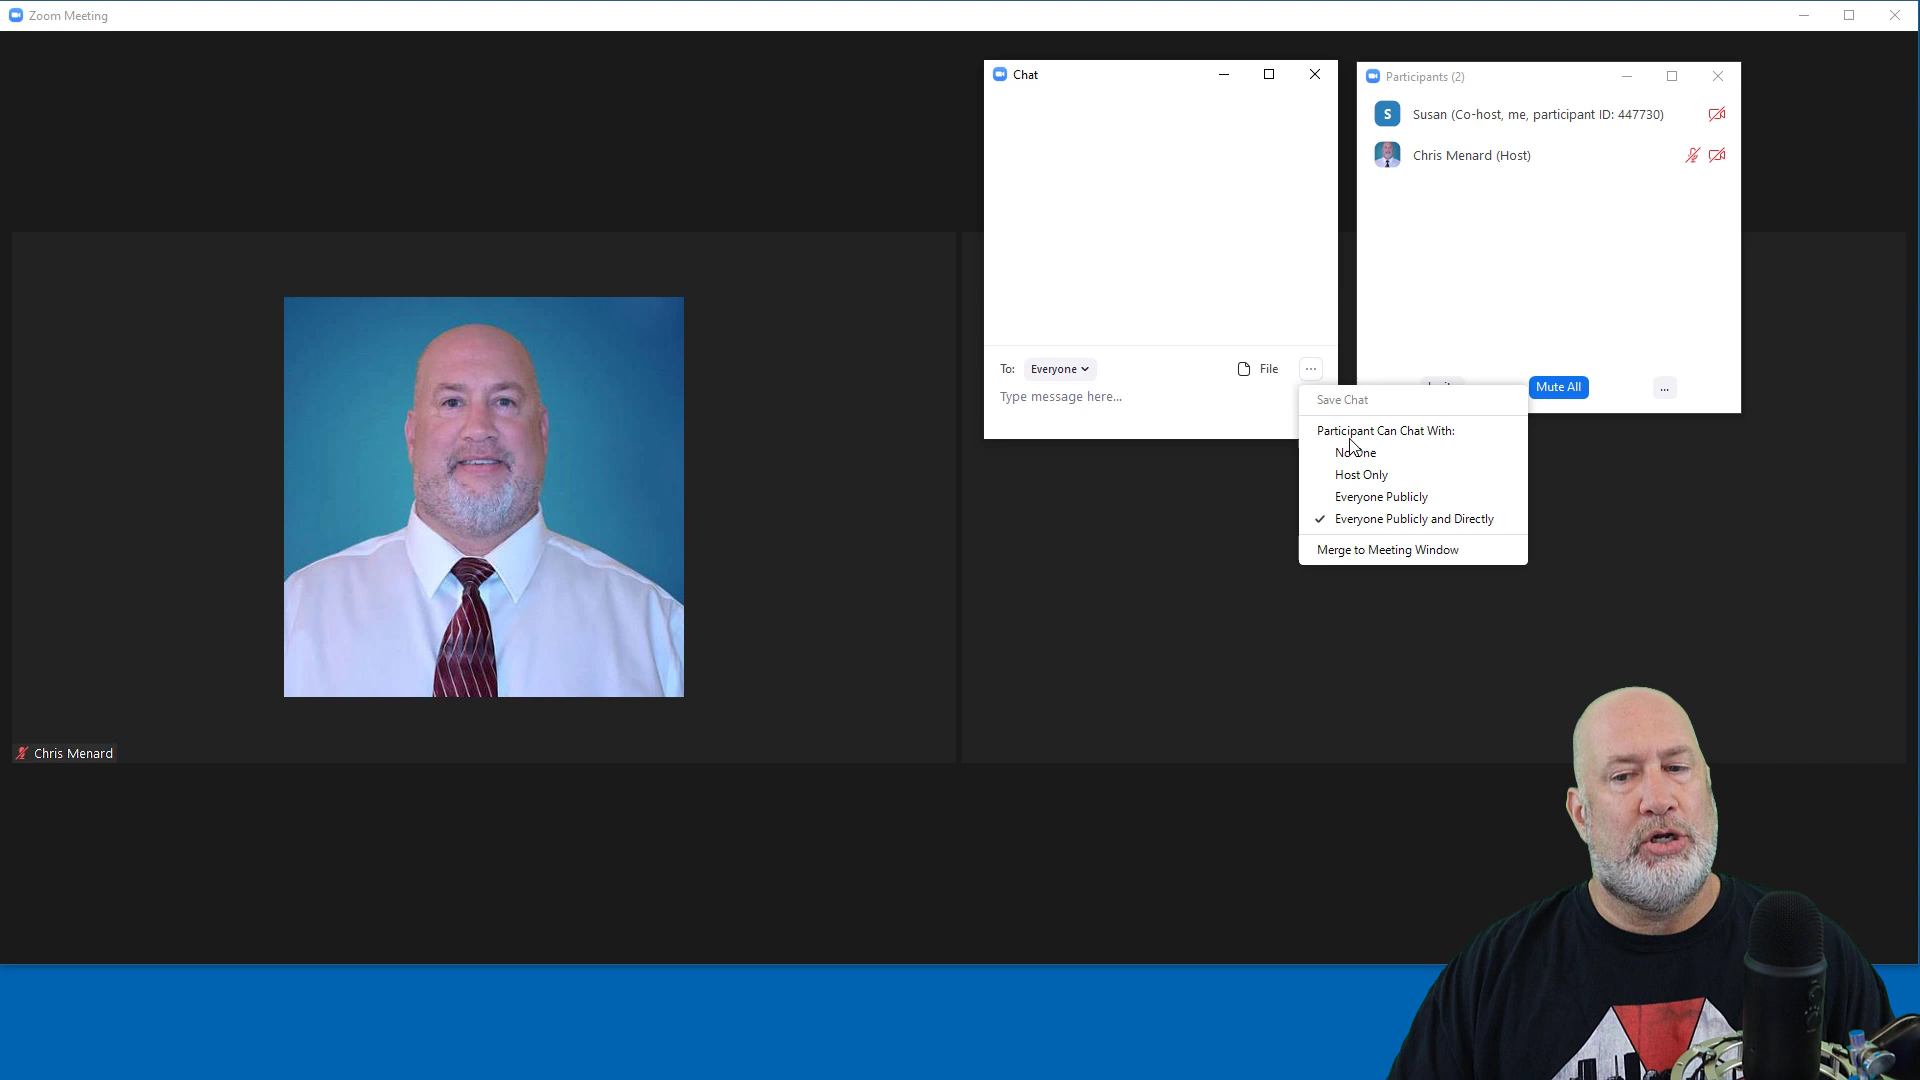 Zoom Meeting
Chat
Participants (2)
S
Susan (Co-host, me, participant ID: 447730)
Chris Menard (Host)
To:
Everyone
File
...
Type message here...
Mute All
...
Save Chat
Participant Can Chat With:
No One
Host Only
Everyone Publicly
Everyone Publicly and Directly
Merge to Meeting Window
Chris Menard